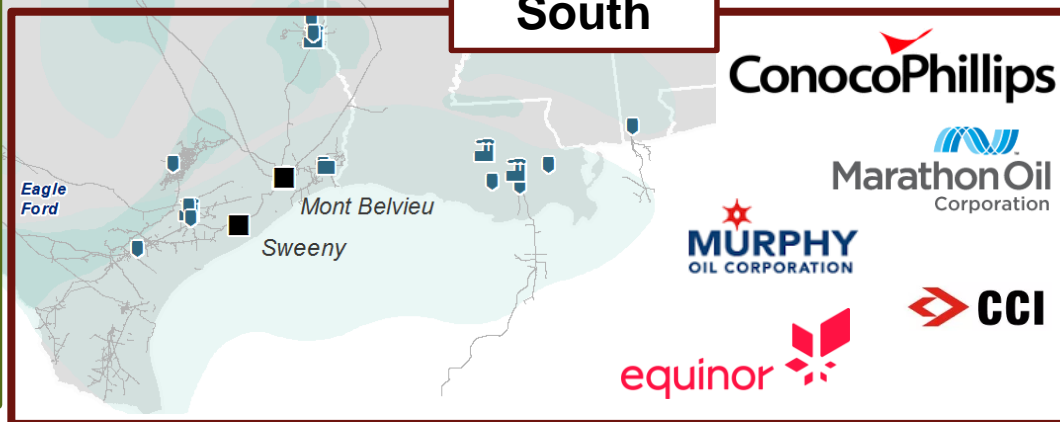 South
Eagle
Ford
Mont Belvieu
Sweeny
ConocoPhillips
Marathon Oil
Corporation
MURPHY
OIL CORPORATION
CCI
equinor